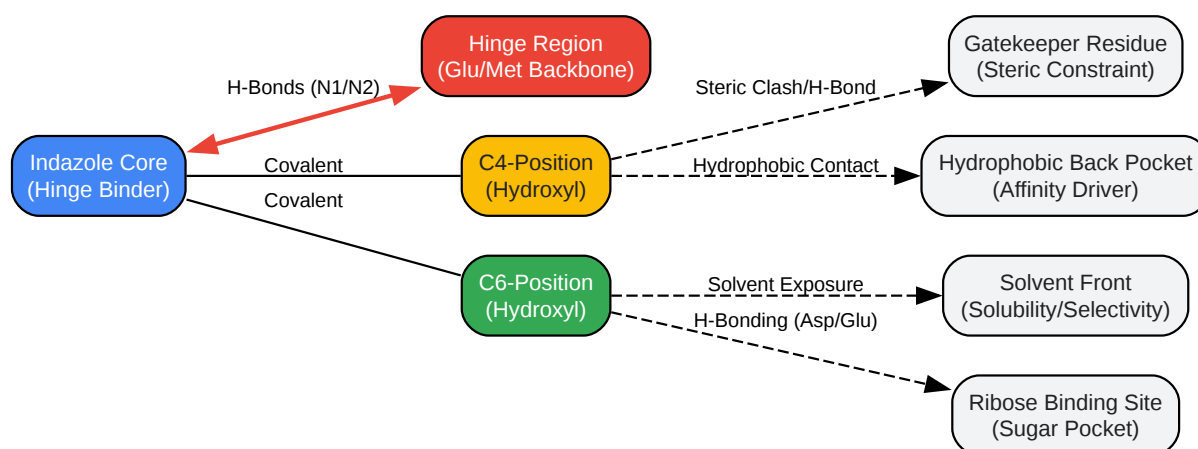 Hinge Region
(Glu/Met Backbone)
Gatekeeper Residue
(Steric Constraint)
H-Bonds (N1/N2)
Steric Clash/H-Bond
Indazole Core
(Hinge Binder)
Covalent
C4-Position
(Hydroxyl)
Hydrophobic Contact
Hydrophobic Back Pocket
(Affinity Driver)
Covalent
C6-Position
(Hydroxyl)
Solvent Exposure
Solvent Front
(Solubility/Selectivity)
H-Bonding (Asp/Glu)
Ribose Binding Site
(Sugar Pocket)